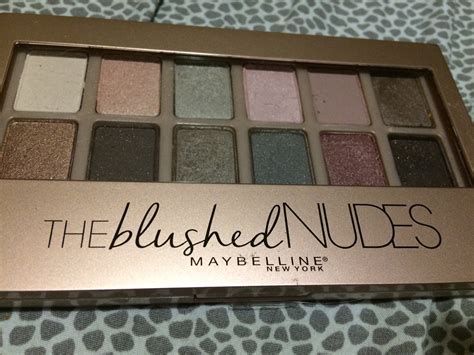 THE blushed NUDES
MAYBELLINE®
NEW YORK